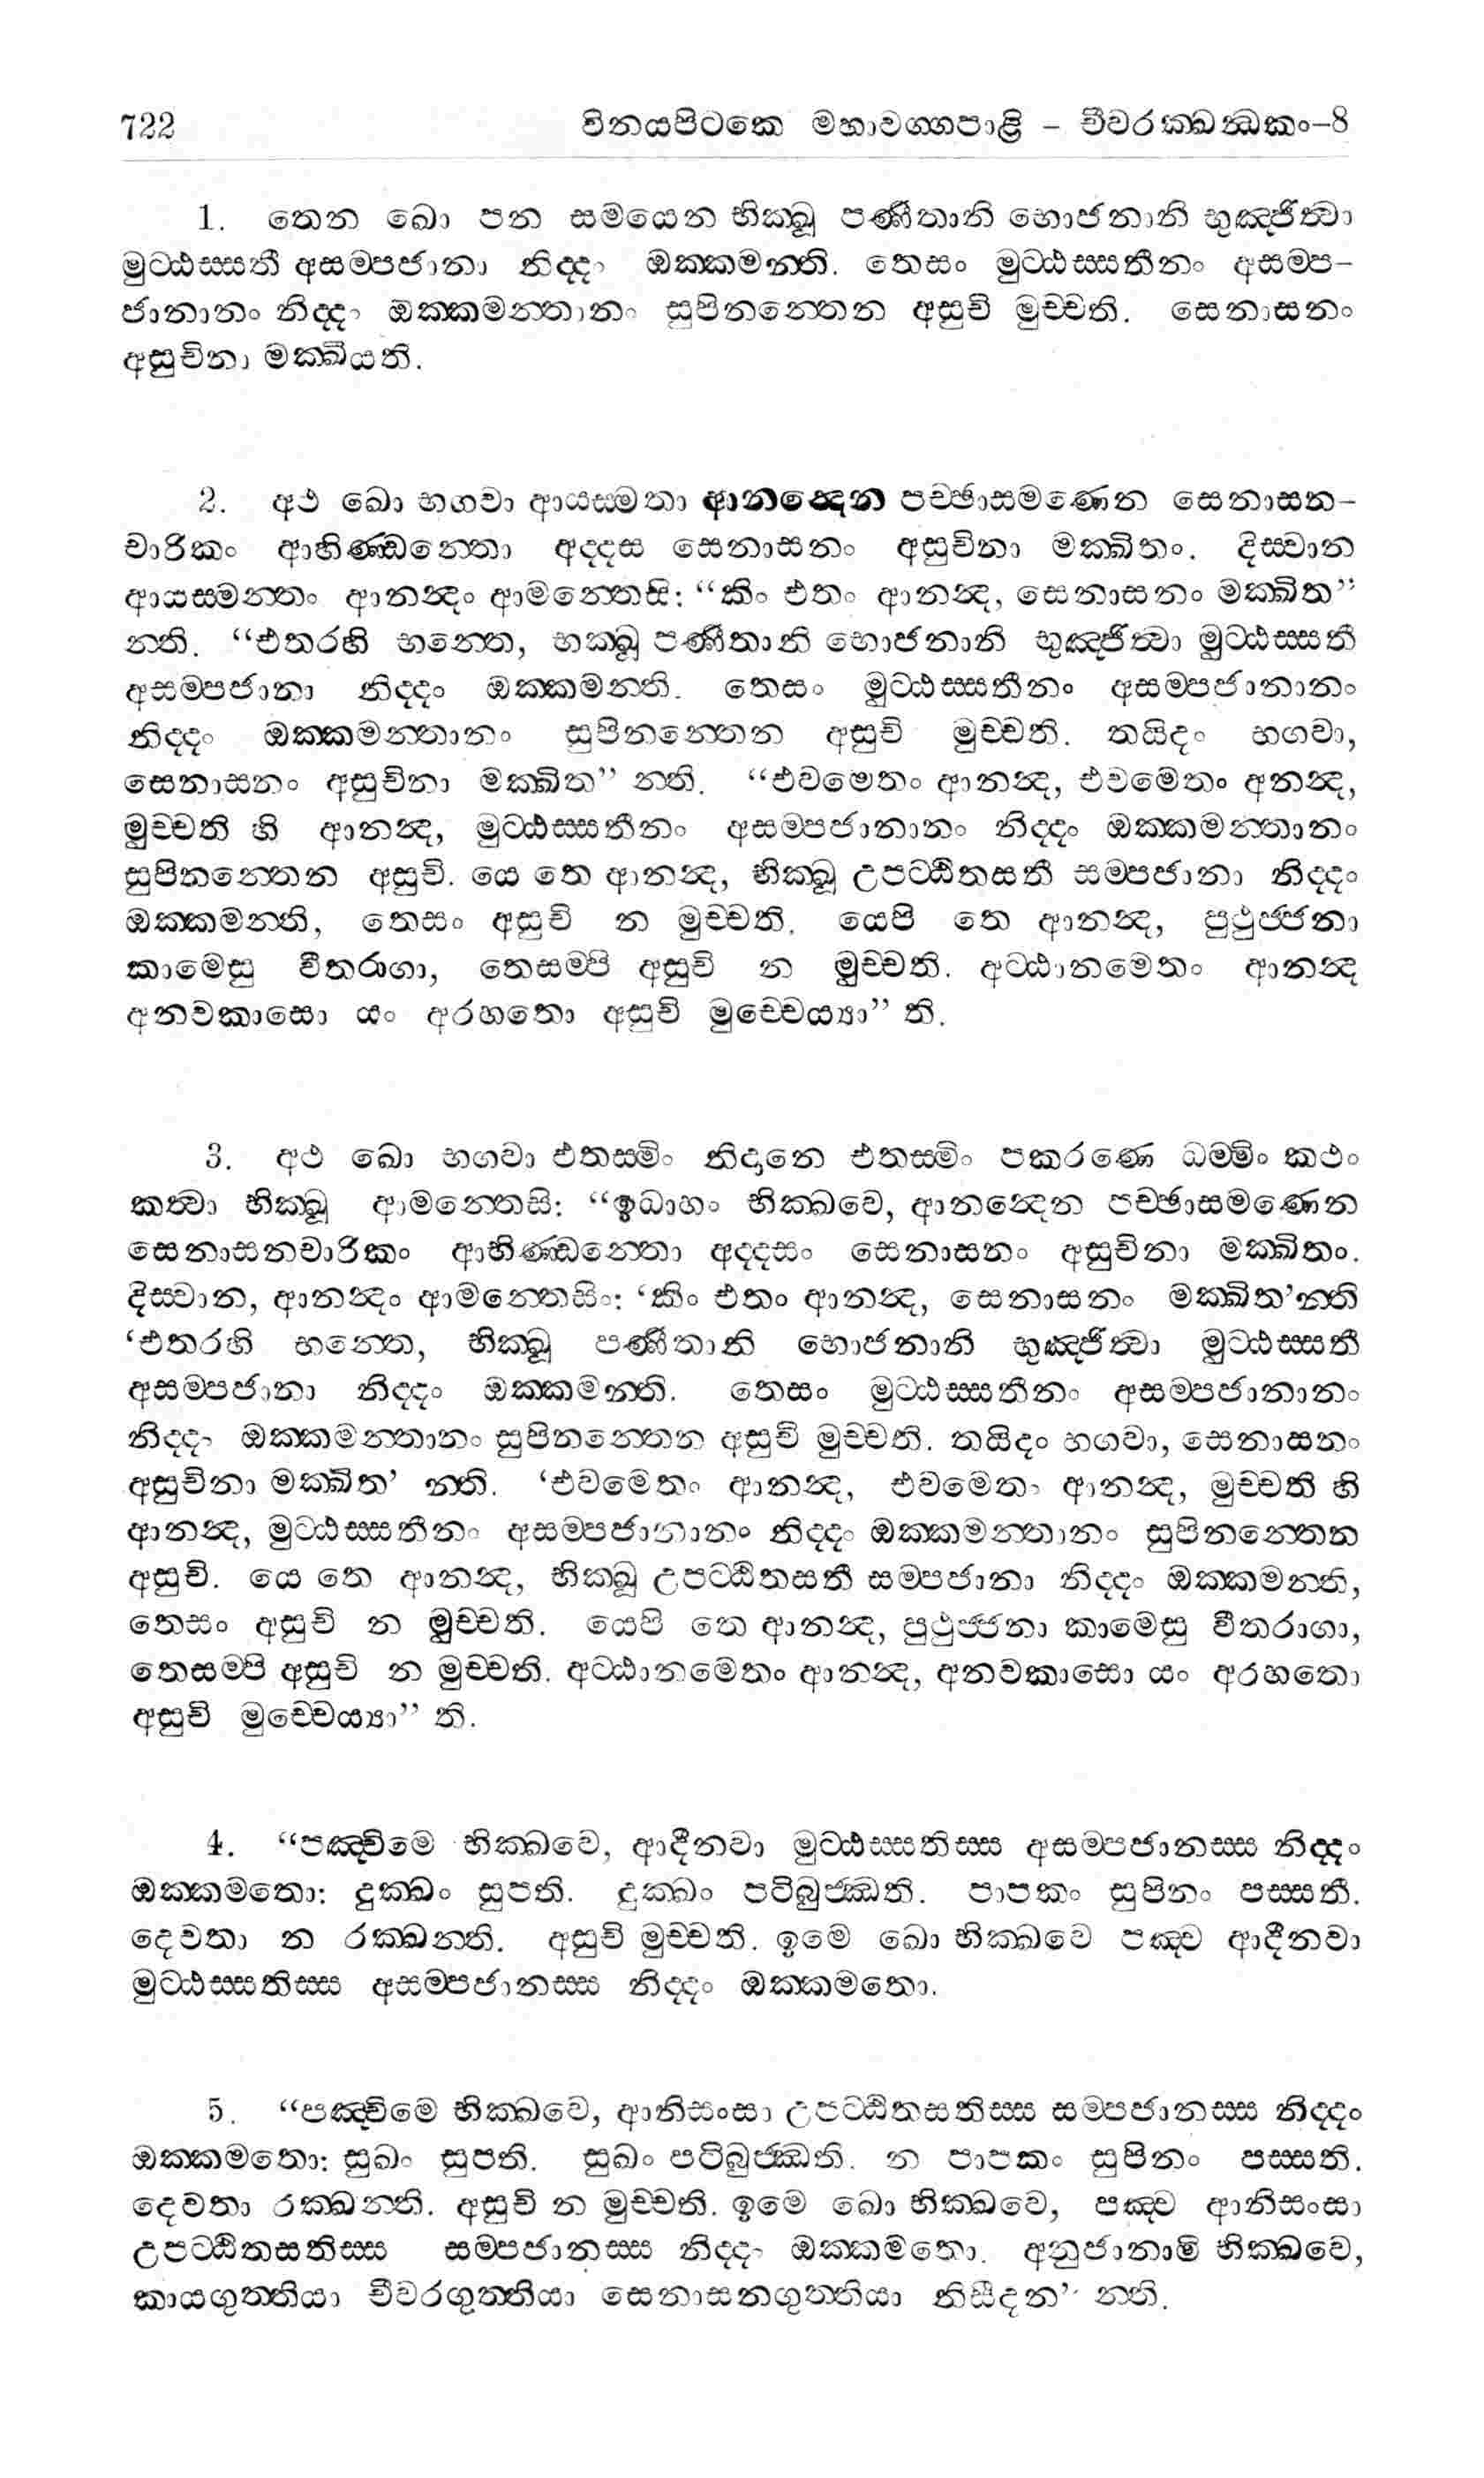 722 විනයපිටකෙ මහාවග්ගපාළි – චීවරක්ඛන්ධකං–8
1. තෙන ඛො පන සමයෙන භික්ඛූ පණීතානි භොජනානි භුඤ්ජිත්වා
මුට්ඨස්සතී අසම්පජානා නිද්දං ඔක්කමන්ති. තෙසං මුට්ඨස්සතීනං අසම්ප–
ජානානං නිද්දං ඔක්කමන්තානං සුපිනන්තෙන අසුචි මුච්චති. සෙනාසනං
අසුචිනා මක්ඛීයති.
2. අථ ඛො භගවා ආයස්මතා ආනන්දෙන පච්ඡාසමණෙන සෙනාසන–
චාරිකං ආහිණ්ඩන්තො අද්දස සෙනාසනං අසුචිනා මක්ඛිතං. දිස්වාන
ආයස්මන්තං ආනන්දං ආමන්තෙසි: “කිං එතං ආනන්ද, සෙනාසනං මක්ඛිත”
න්ති. “එතරහි භන්තෙ, භක්ඛූ පණීතානි භොජනානි භුඤ්ජිත්වා මුට්ඨස්සතී
අසම්පජානා නිද්දං ඔක්කමන්ති. තෙසං මුට්ඨස්සතීනං අසම්පජානානං
නිද්දං ඔක්කමන්තානං සුපිනන්තෙන අසුචි මුච්චති. තයිදං භගවා,
සෙනාසනං අසුචිනා මක්ඛිත” න්ති. “එවමෙතං ආනන්ද, එවමෙතං අනන්ද,
මුච්චති හි ආනන්ද, මුට්ඨස්සතීනං අසම්පජානානං නිද්දං ඔක්කමන්තානං
සුපිනන්තෙන අසුචි. යෙ තෙ ආනන්ද, භික්ඛූ උපට්ඨිතසතී සම්පජානා නිද්දං
ඔක්කමන්ති, තෙසං අසුචි න මුච්චති. යෙපි තෙ ආනන්ද, පුථුජ්ජනා
කාමෙසු වීතරාගා, තෙසම්පි අසුචි න මුච්චති. අට්ඨානමෙතං ආනන්ද
අනවකාසො යං අරහතො අසුචි මුච්චෙය්‍යා” ති.
3. අථ ඛො භගවා එතස්මිං නිදානෙ එතස්මිං පකරණෙ ධම්මිං කථං
කත්වා භික්ඛූ ආමන්තෙසි: “ඉධාහං භික්ඛවෙ, ආනන්දෙන පච්ඡාසමණෙන
සෙනාසනචාරිකං ආහිණ්ඩන්තො අද්දසං සෙනාසනං අසුචිනා මක්ඛිතං.
දිස්වාන, ආනන්දං ආමන්තෙසිං: ‘කිං එතං ආනන්ද, සෙනාසනං මක්ඛිත’න්ති
‘එතරහි භන්තෙ, භික්ඛූ පණීතානි භොජනානි භුඤ්ජිත්වා මුට්ඨස්සතී
අසම්පජානා නිද්දං ඔක්කමන්ති. තෙසං මුට්ඨස්සතීනං අසම්පජානානං
නිද්දං ඔක්කමන්තානං සුපිනන්තෙන අසුචි මුච්චති. තයිදං භගවා, සෙනාසනං
අසුචිනා මක්ඛිත’ න්ති. ‘එවමෙතං ආනන්ද, එවමෙතං ආනන්ද, මුච්චති හි
ආනන්ද, මුට්ඨස්සතීනං අසම්පජානානං නිද්දං ඔක්කමන්තානං සුපිනන්තෙන
අසුචි. යෙ තෙ ආනන්ද, භික්ඛූ උපට්ඨිතසතී සම්පජානා නිද්දං ඔක්කමන්ති,
තෙසං අසුචි න මුච්චති. යෙපි තෙ ආනන්ද, පුථුජ්ජනා කාමෙසු වීතරාගා,
තෙසම්පි අසුචි න මුච්චති. අට්ඨානමෙතං ආනන්ද, අනවකාසො යං අරහතො
අසුචි මුච්චෙය්‍යා” ති.
4. “පඤ්චිමෙ භික්ඛවෙ, ආදීනවා මුට්ඨස්සතිස්ස අසම්පජානස්ස නිද්දං
ඔක්කමතො: දුක්ඛං සුපති. දුක්ඛං පටිබුජ්ඣති. පාපකං සුපිනං පස්සතී.
දෙවතා න රක්ඛන්ති. අසුචි මුච්චති. ඉමෙ ඛො භික්ඛවෙ පඤ්ච ආදීනවා
මුට්ඨස්සතිස්ස අසම්පජානස්ස නිද්දං ඔක්කමතො.
5. “පඤ්චිමෙ භික්ඛවෙ, ආනිසංසා උපට්ඨිතසතිස්ස සම්පජානස්ස නිද්දං
ඔක්කමතො: සුඛං සුපති. සුඛං පටිබුජ්ඣති. න පාපකං සුපිනං පස්සති.
දෙවතා රක්ඛන්ති. අසුචි න මුච්චති. ඉමෙ ඛො භික්ඛවෙ, පඤ්ච ආනිසංසා
උපට්ඨිතසතිස්ස සම්පජානස්ස නිද්දං ඔක්කමතො. අනුජානාමි භික්ඛවෙ,
කායගුත්තියා චීවරගුත්තියා සෙනාසනගුත්තියා නිසීදන” න්ති.